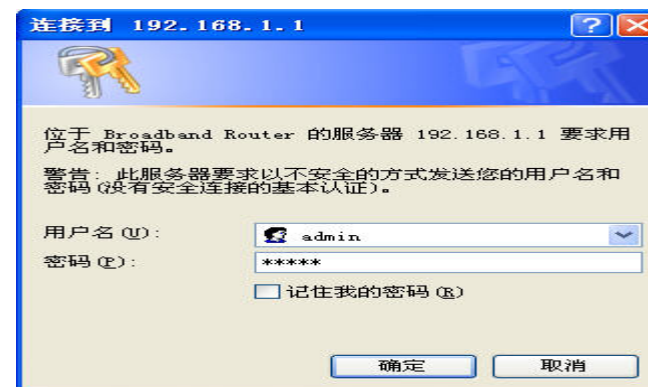 连接到 192.168.1.1
位于 Broadband Router 的服务器 192.168.1.1 要求用
户名和密码。
警告: 此服务器要求以不安全的方式发送您的用户名和
密码(没有安全连接的基本认证)。
用户名(U):
admin
密码(P):
*****
记住我的密码(R)
确定
取消